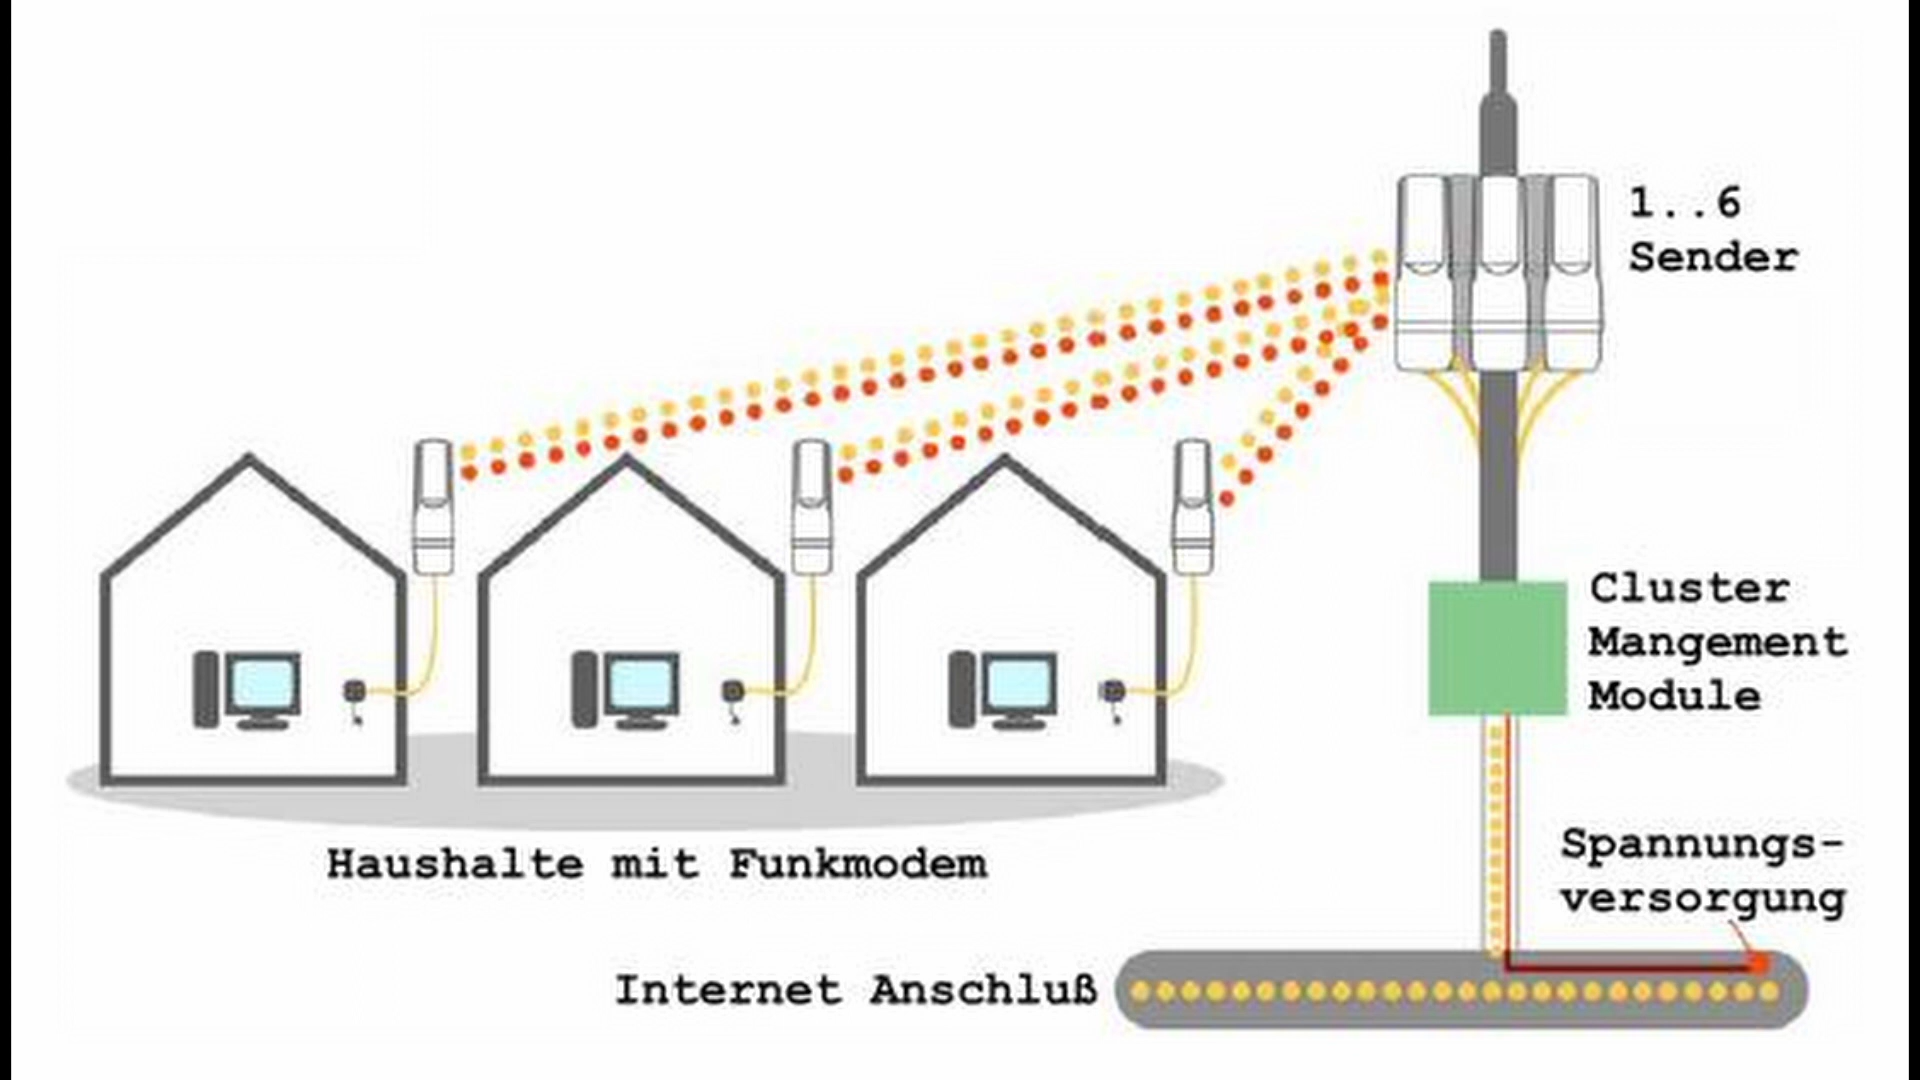 1..6
Sender
Cluster
Mangement
Module
Spannungs-
versorgung
Haushalte mit Funkmodem
Internet Anschluß